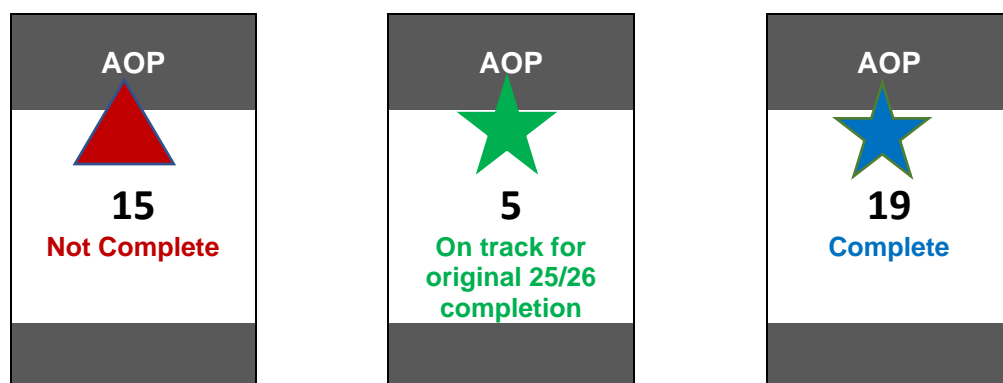 AOP
15
Not Complete
AOP
5
On track for
original 25/26
completion
AOP
19
Complete